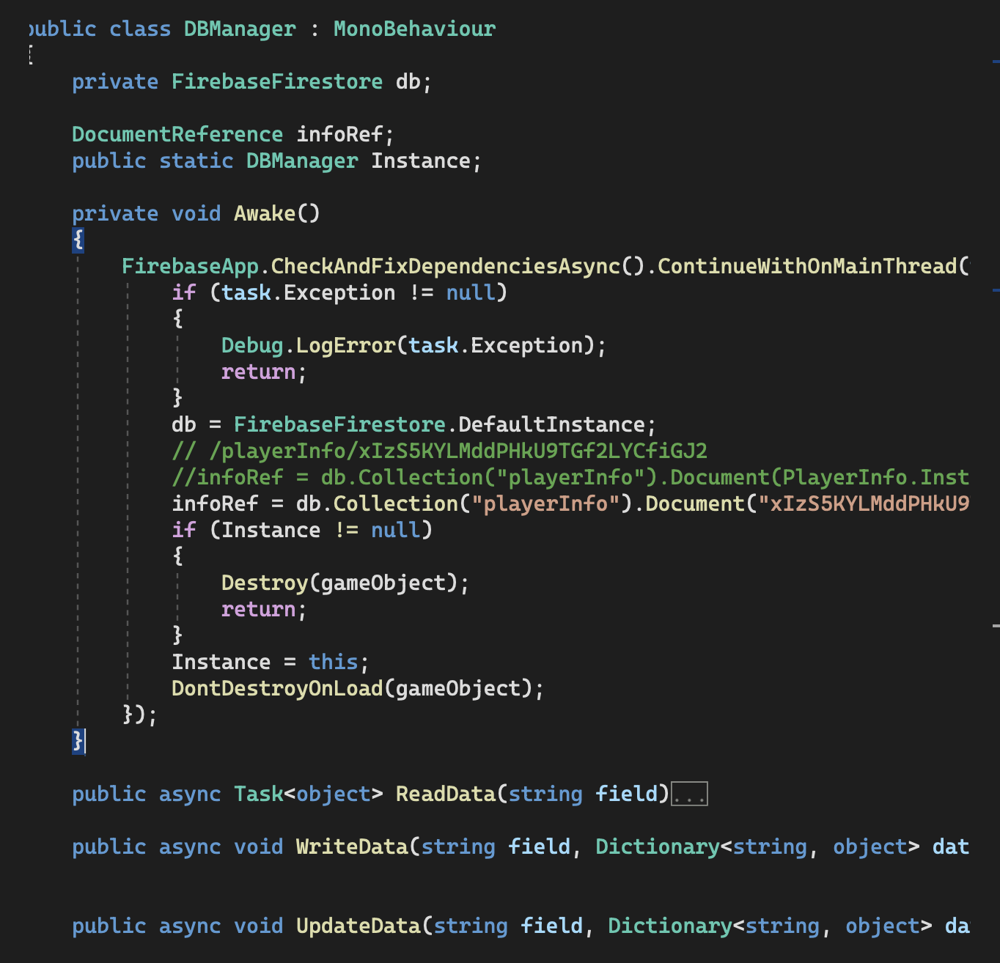 public class DBManager : MonoBehaviour
{
private FirebaseFirestore db;
DocumentReference infoRef;
public static DBManager Instance;
private void Awake()
{
FirebaseApp.CheckAndFixDependenciesAsync().ContinueWithOnMainThread(
if (task.Exception != null)
{
Debug.LogError(task.Exception);
return;
}
db = FirebaseFirestore.DefaultInstance;
// /playerInfo/xIzS5KYLMddPHkU9TGf2LYCfiGJ2
//infoRef = db.Collection("playerInfo").Document(PlayerInfo.Inst
infoRef = db.Collection("playerInfo").Document("xIzS5KYLMddPHkU9
if (Instance != null)
{
Destroy(gameObject);
return;
}
Instance = this;
DontDestroyOnLoad(gameObject);
});
}
public async Task<object> ReadData(string field)...
public async void WriteData(string field, Dictionary<string, object> dat
public async void UpdateData(string field, Dictionary<string, object> da